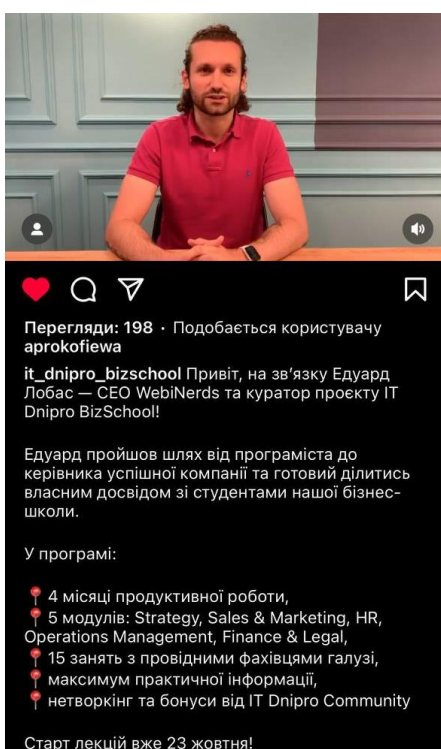 Перегляди: 198 · Подобається користувачу
aprokofiewa
it_dnipro_bizschool Привіт, на зв’язку Едуард
Лобас — CEO WebiNerds та куратор проєкту IT
Dnipro BizSchool!
Едуард пройшов шлях від програміста до
керівника успішної компанії та готовий ділитись
власним досвідом зі студентами нашої бізнес-
школи.
У програмі:
📍 4 місяці продуктивної роботи,
📍 5 модулів: Strategy, Sales & Marketing, HR,
Operations Management, Finance & Legal,
📍 15 занять з провідними фахівцями галузі,
📍 максимум практичної інформації,
📍 нетворкінг та бонуси від IT Dnipro Community
Старт лекцій вже 23 жовтня!